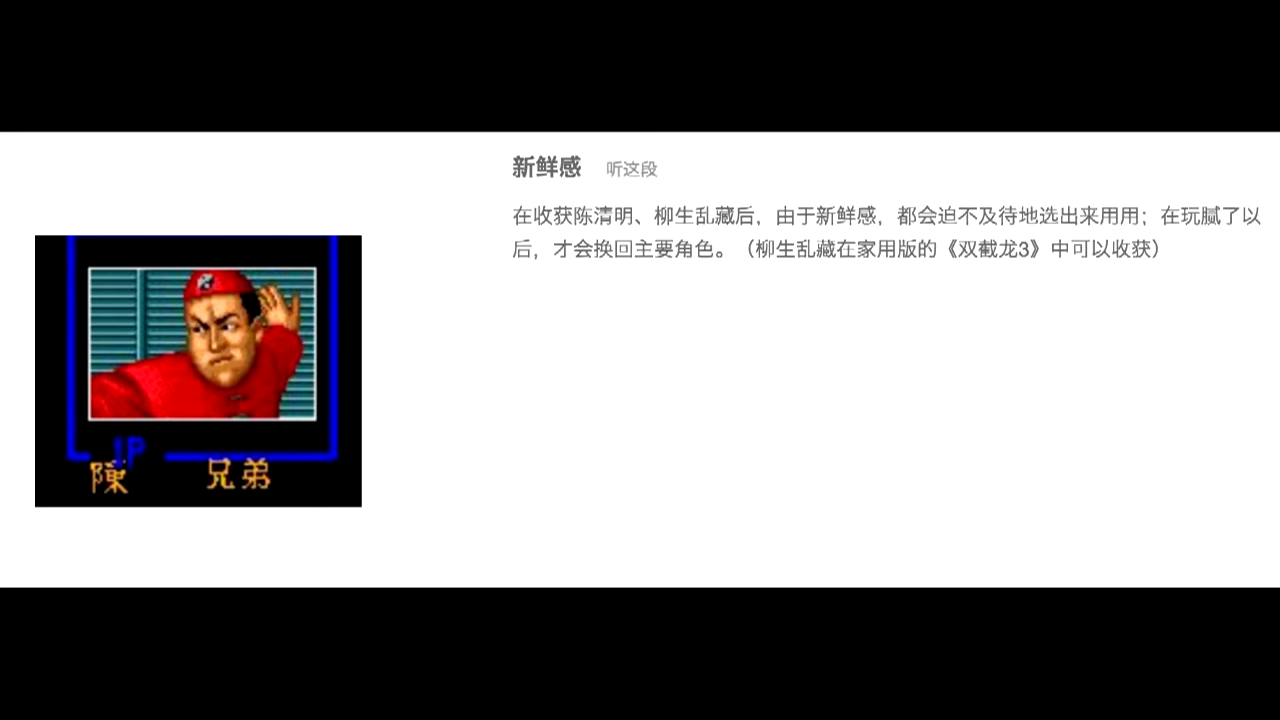 新鲜感 听这段
在收获陈清明、柳生乱藏后，由于新鲜感，都会迫不及待地选出来用用；在玩腻了以
后，才会换回主要角色。（柳生乱藏在家用版的《双截龙3》中可以收获）
1P
陳 兄弟